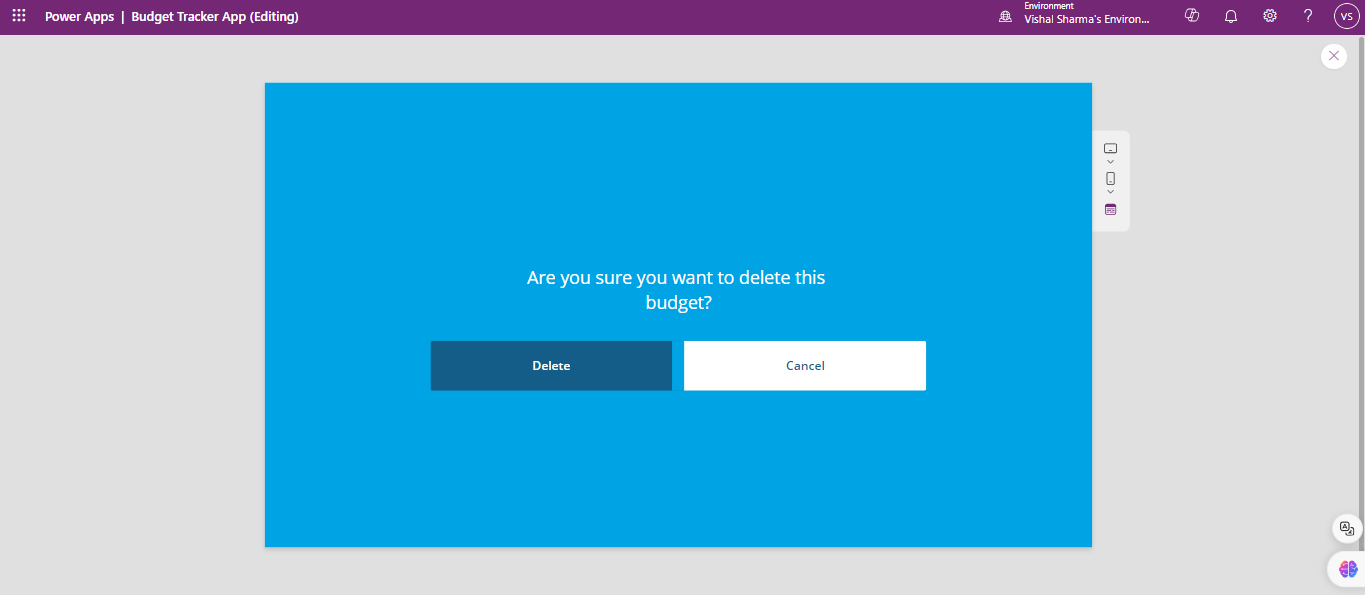 Power Apps | Budget Tracker App (Editing)
Environment
Vishal Sharma's Environ...
VS
Are you sure you want to delete this
budget?
Delete
Cancel